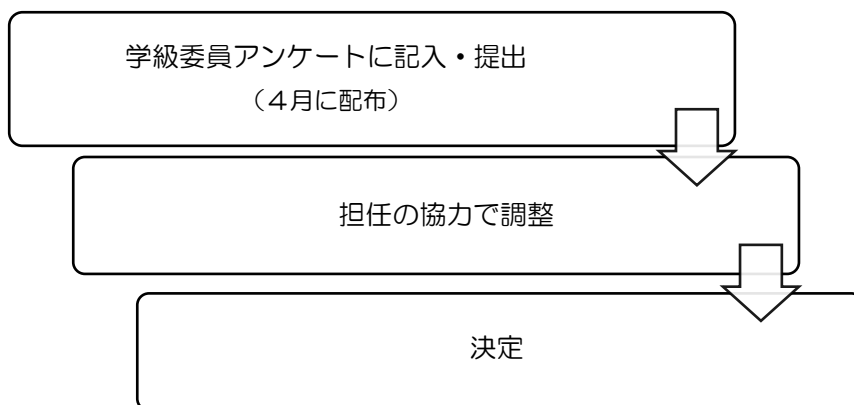 学級委員アンケートに記入・提出
（４月に配布）
担任の協力で調整
決定